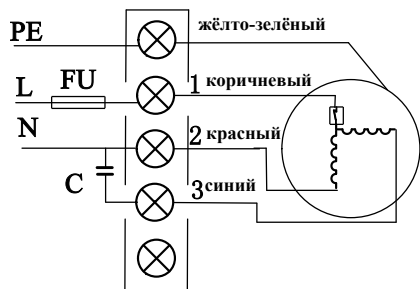 PE жёлто-зелёный
L FU 1 коричневый
N 2 красный
C 3 синий